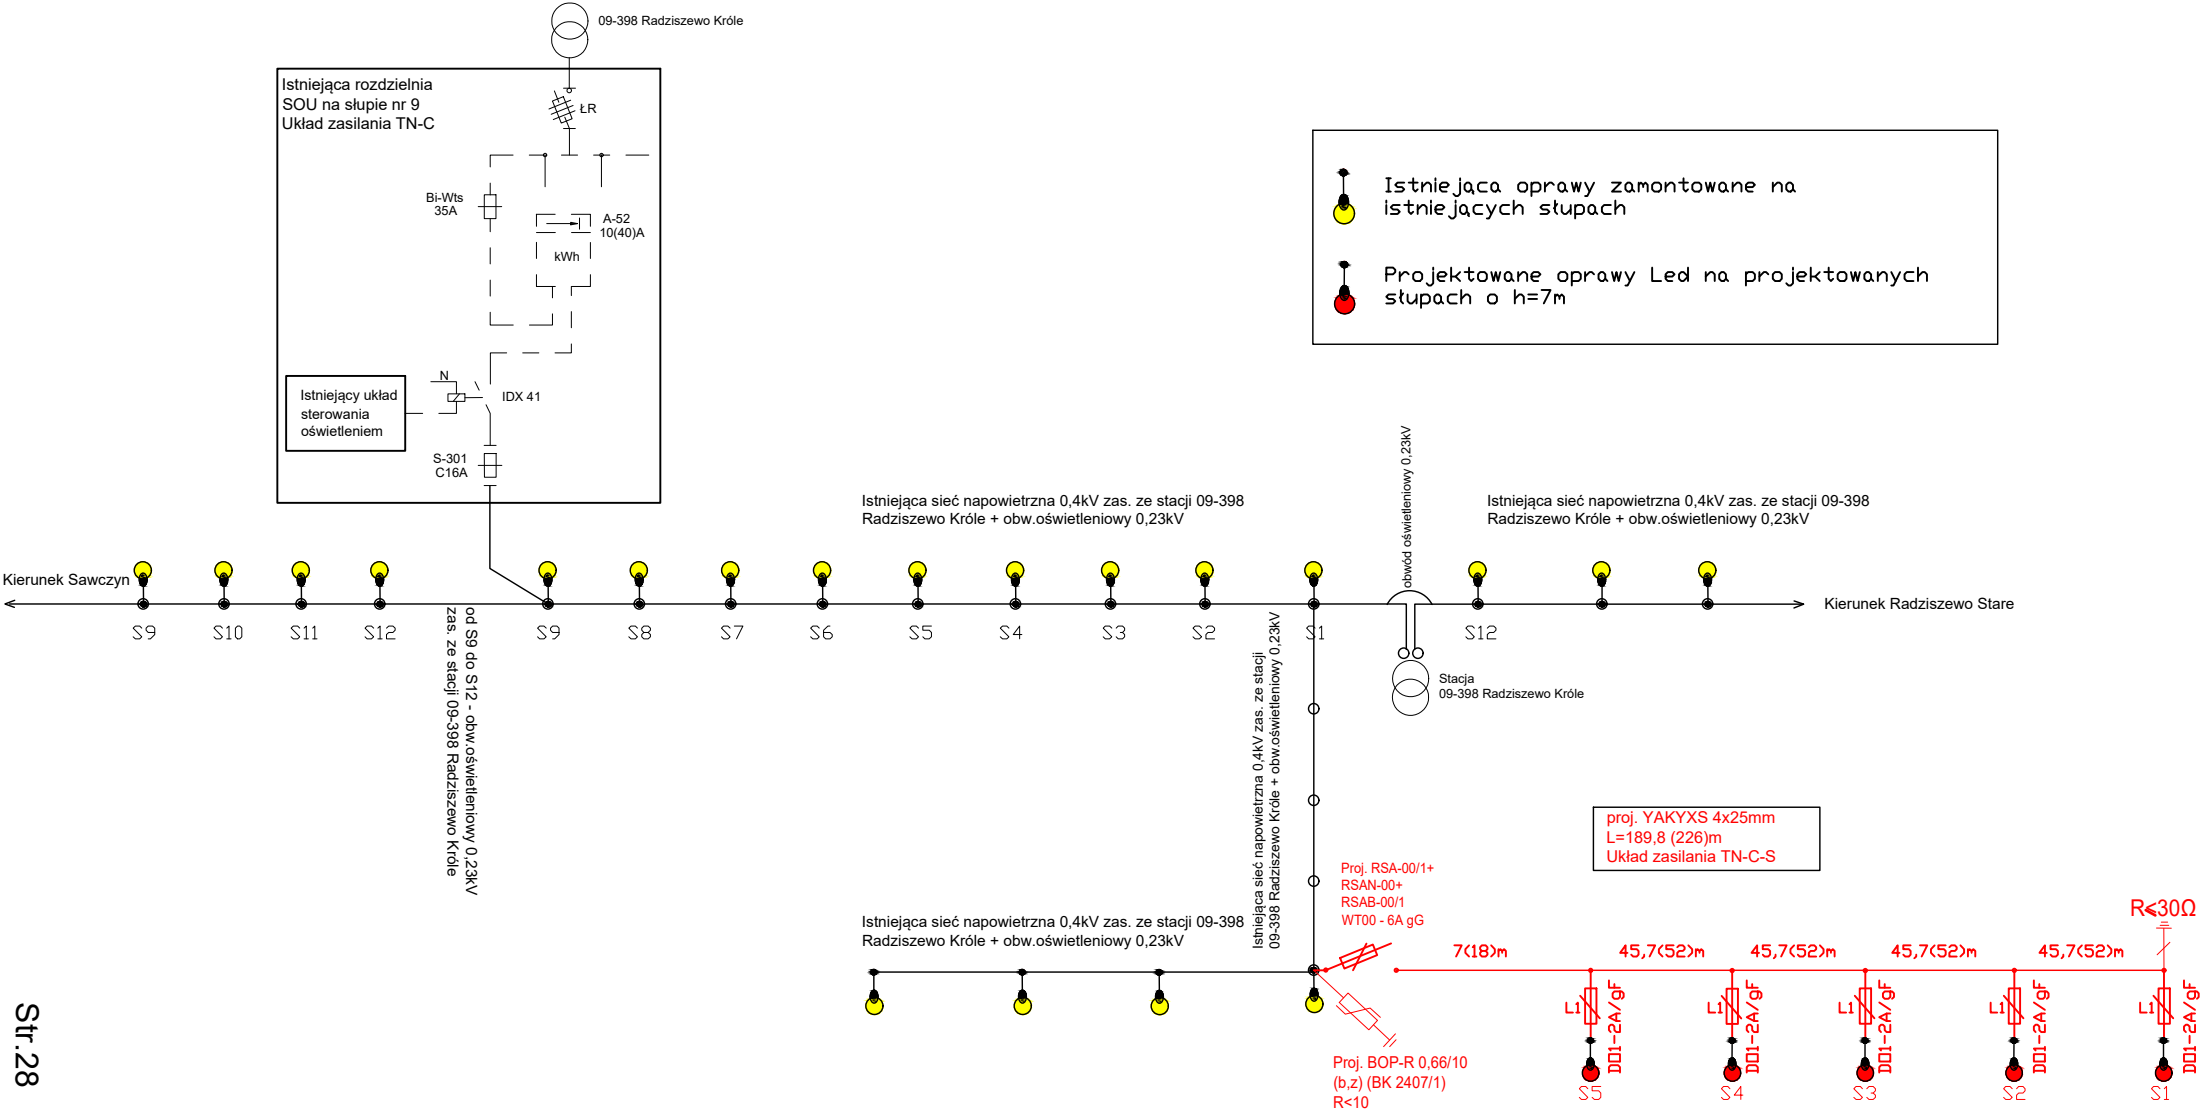 09-398 Radziszewo Króle
Istniejąca rozdzielnia
SOU na słupie nr 9
Układ zasilania TN-C
ŁR
Bi-Wts
35A
A-52
10(40)A
kWh
N
IDX 41
Istniejący układ
sterowania
oświetleniem
S-301
C16A
Istniejąca oprawy zamontowane na
istniejących słupach
Projektowane oprawy Led na projektowanych
słupach o h=7m
Istniejąca sieć napowietrzna 0,4kV zas. ze stacji 09-398
Radziszewo Króle + obw.oświetleniowy 0,23kV
obwód oświetleniowy 0,23kV
Istniejąca sieć napowietrzna 0,4kV zas. ze stacji 09-398
Radziszewo Króle + obw.oświetleniowy 0,23kV
Kierunek Sawczyn
Kierunek Radziszewo Stare
S9
S10
S11
S12
S9
S8
S7
S6
S5
S4
S3
S2
S1
S12
od S9 do S12 - obw.oświetleniowy 0,23kV
zas. ze stacji 09-398 Radziszewo Króle
Istniejąca sieć napowietrzna 0,4kV zas. ze stacji
09-398 Radziszewo Króle + obw.oświetleniowy 0,23kV
Stacja
09-398 Radziszewo Króle
proj. YAKYXS 4x25mm
L=189,8 (226)m
Układ zasilania TN-C-S
Proj. RSA-00/1+
RSAN-00+
RSAB-00/1
WT00 - 6A gG
Istniejąca sieć napowietrzna 0,4kV zas. ze stacji 09-398
Radziszewo Króle + obw.oświetleniowy 0,23kV
R⩽30Ω
7(18)m
45,7(52)m
45,7(52)m
45,7(52)m
45,7(52)m
L1
D01-2A/gF
L1
D01-2A/gF
L1
D01-2A/gF
L1
D01-2A/gF
L1
D01-2A/gF
S5
S4
S3
S2
S1
Proj. BOP-R 0,66/10
(b,z) (BK 2407/1)
R<10
Str.28